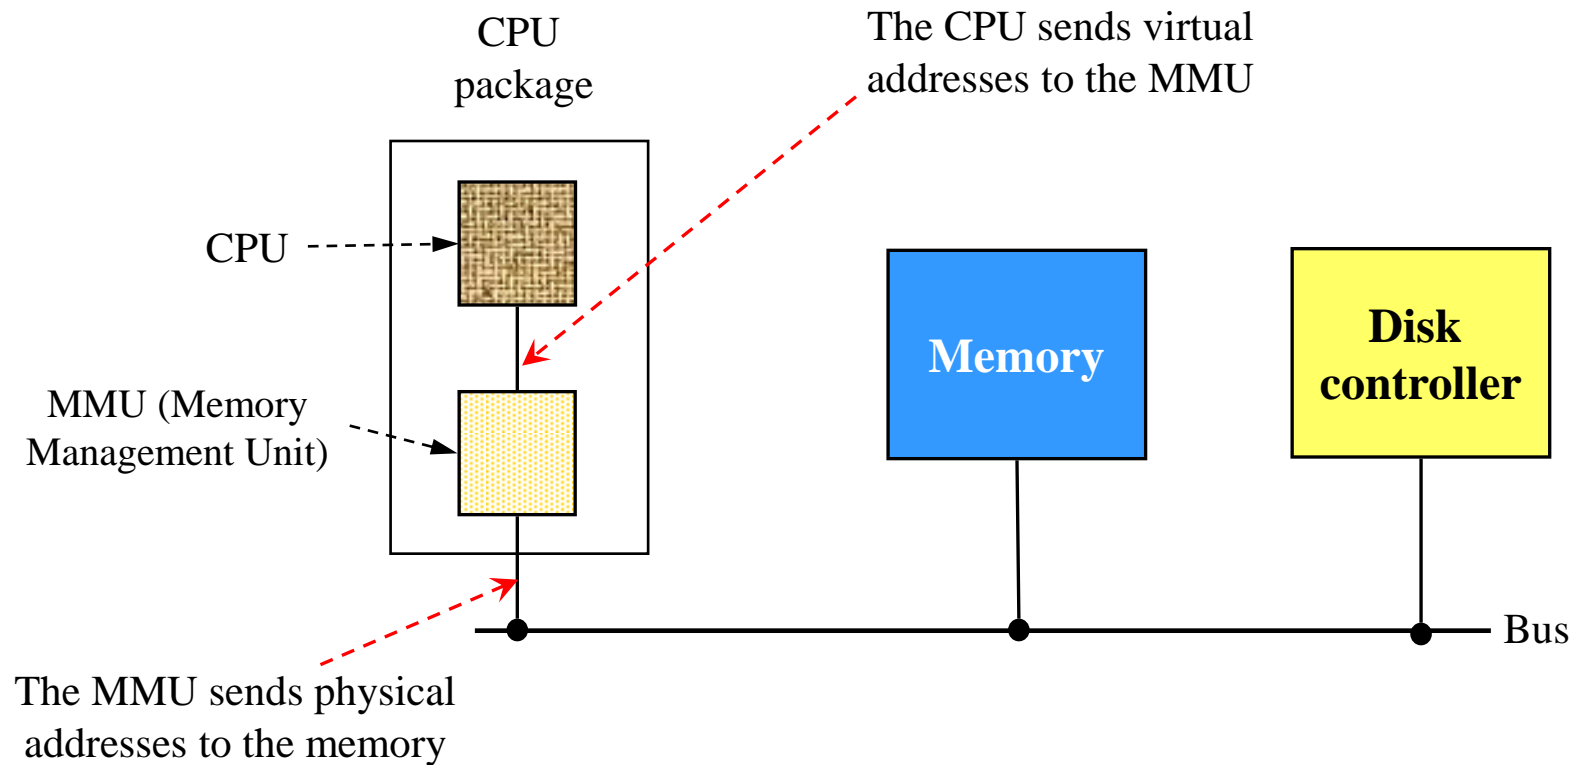 CPU
package
The CPU sends virtual
addresses to the MMU
CPU
MMU (Memory
Management Unit)
Memory
Disk
controller
Bus
The MMU sends physical
addresses to the memory